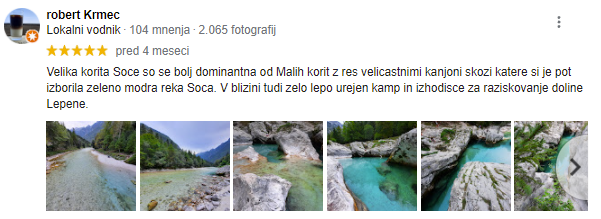 robert Krmec
Lokalni vodnik · 104 mnenja · 2.065 fotografij
pred 4 meseci
Velika korita Soce so se bolj dominantna od Malih korit z res velicastnimi kanjoni skozi katere si je pot
izborila zeleno modra reka Soca. V blizini tudi zelo lepo urejen kamp in izhodisce za raziskovanje doline
Lepene.